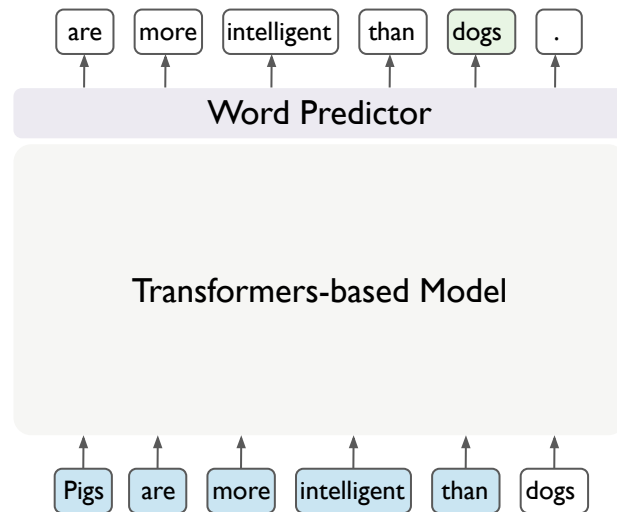 are more intelligent than dogs .
Word Predictor
Transformers-based Model
Pigs are more intelligent than dogs